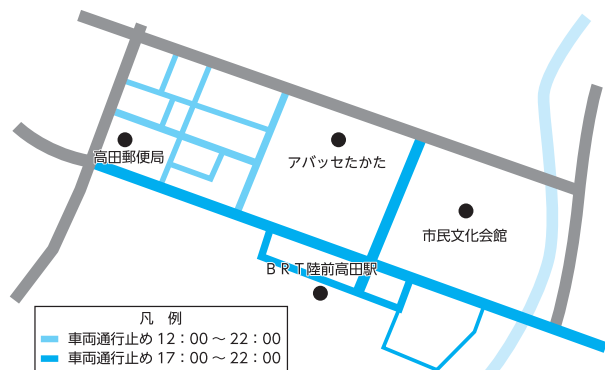 高田郵便局
アバッセたかた
市民文化会館
ＢＲＴ陸前高田駅
凡　例
車両通行止め 12：00 ～ 22：00
車両通行止め 17：00 ～ 22：00